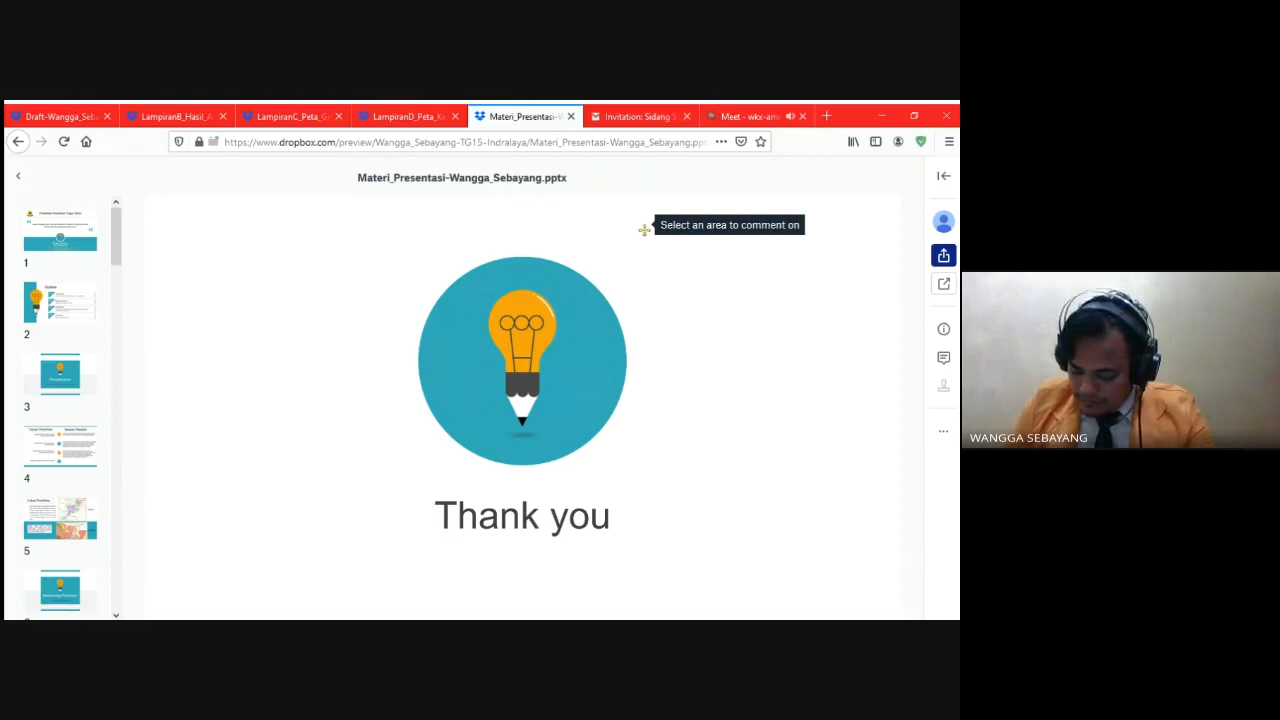 Draft-Wangga_Seba
LampiranB_Hasil_A
LampiranC_Peta_G
LampiranD_Peta_K
Materi_Presentasi-W
Invitation: Sidang S
Meet - wkx-am
https://www.dropbox.com/preview/Wangga_Sebayang-TG15-Indralaya/Materi_Presentasi-Wangga_Sebayang.ppt
Materi_Presentasi-Wangga_Sebayang.pptx
Select an area to comment on
1
Outline
2
3
4
5
Thank you
WANGGA SEBAYANG